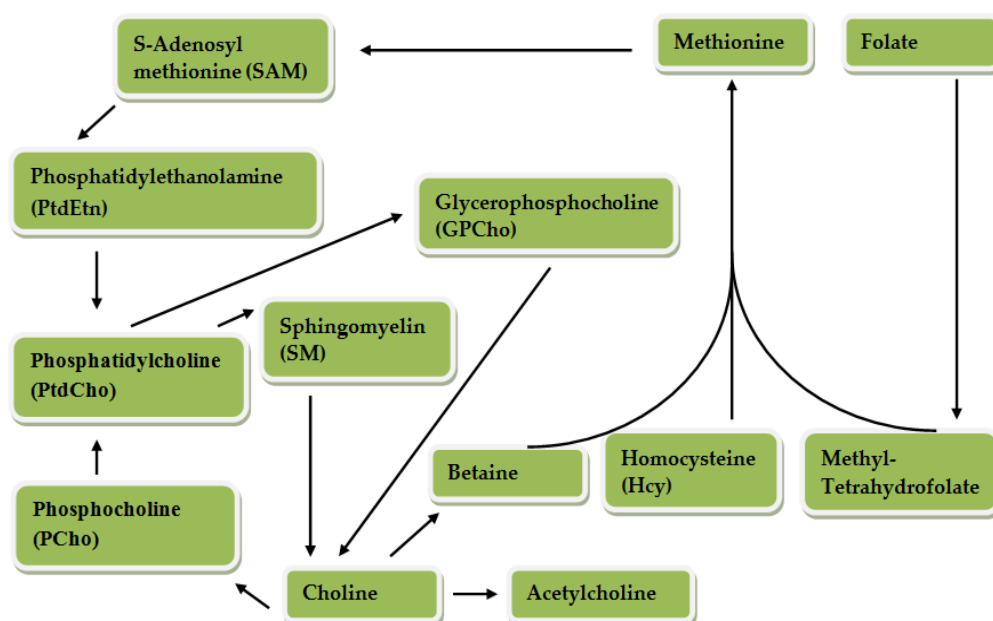 S-Adenosyl
methionine (SAM)
Methionine
Folate
Phosphatidylethanolamine
(PtdEtn)
Glycerophosphocholine
(GPCho)
Sphingomyelin
(SM)
Phosphatidylcholine
(PtdCho)
Betaine
Homocysteine
(Hcy)
Methyl-
Tetrahydrofolate
Phosphocholine
(PCho)
Choline
Acetylcholine